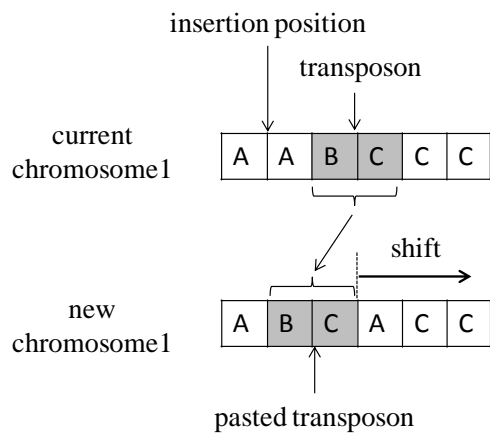 insertion position
transposon
current
chromosome1
A A B C C C
shift
new
chromosome1
A B C A C C
pasted transposon